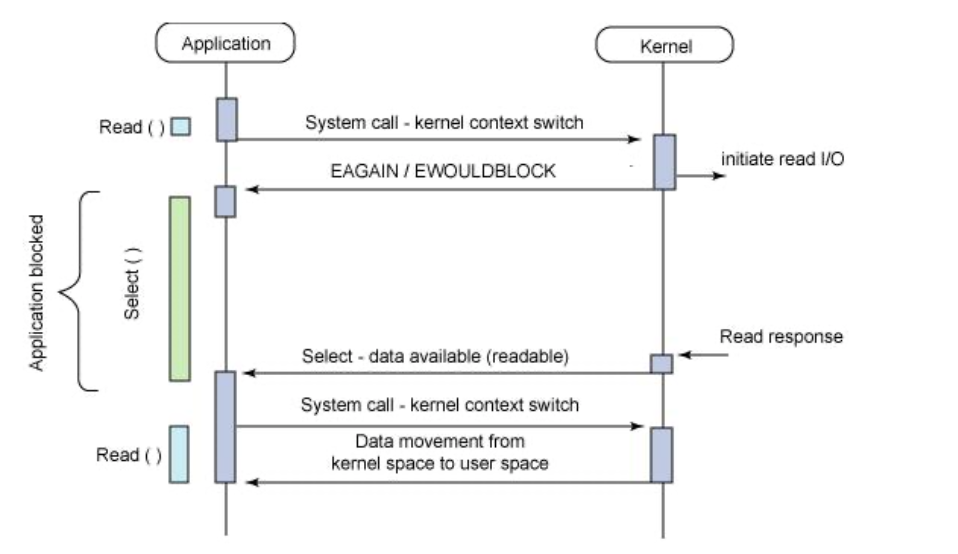 Application
Kernel
Read ( )
System call - kernel context switch
initiate read I/O
EAGAIN / EWOULDBLOCK
Application blocked
Select ( )
Read response
Select - data available (readable)
System call - kernel context switch
Read ( )
Data movement from
kernel space to user space